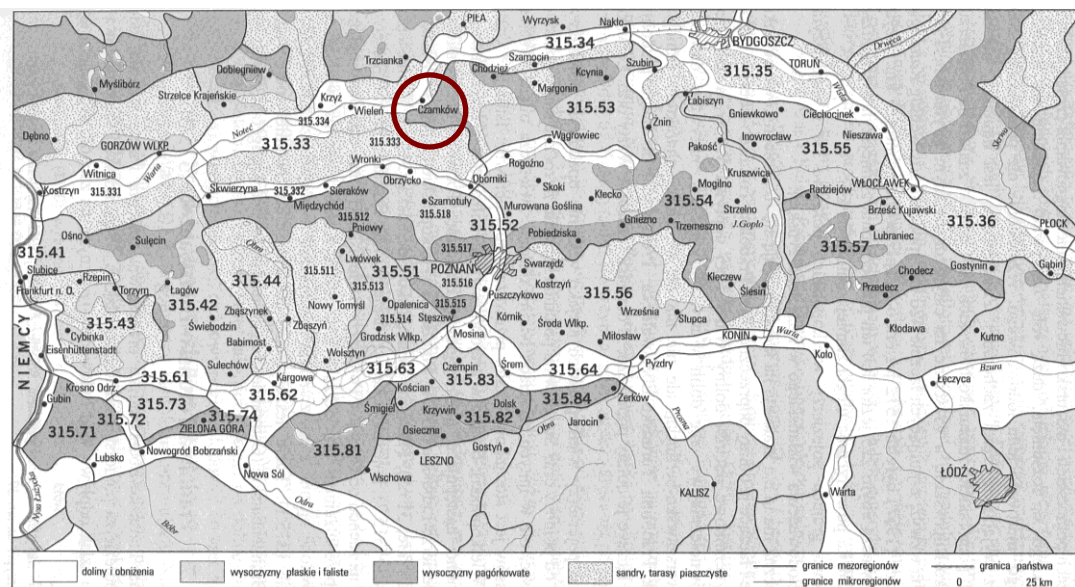 PIŁA
Wyrzysk
Nakło
315.34
BYDGOSZCZ
Drwęca
Trzcianka
Szamocin
Chodzież
Szubin
TORUŃ
315.35
Dobiegniew
Kcynia
Myślibórz
Margonin
Wisła
Strzelce Krajeńskie
Krzyż
Wieleń
Czarnków
315.53
Łabiszyn
Gniewkowo
Ciechocinek
315.334
Noteć
Żnin
Nieszawa
Dębno
315.33
315.333
Wągrowiec
Inowrocław
Skrwa
GORZÓW WLKP.
Pakość
315.55
Warta
Wronki
Rogoźno
Witnica
Obrzycko
Kruszwica
WŁOCŁAWEK
Kostrzyn
315.331
Skwierzyna
315.332
Sieraków
Oborniki
Skoki
Kłecko
315.54
Mogilno
Radziejów
Międzychód
Szamotuły
Murowana Goślina
Strzelno
Brześć Kujawski
315.36
315.518
Gniezno
J.Gopło
PŁOCK
315.512
315.52
Trzemeszno
Ośno
Pniewy
Pobiedziska
Lubraniec
Sulęcin
Obra
315.517
315.57
315.41
Lwówek
Gostynin
Słubice
315.44
315.51
POZNAŃ
Swarzędz
Gąbin
Rzepin
315.511
315.516
Kostrzyń
Kleczew
Chodecz
Frankfurt n. O.
Torzym
Łagów
315.513
Puszczykowo
315.56
Ślesin
Przedecz
315.42
Zbąszynek
Nowy Tomyśl
Opalenica
315.515
Września
315.43
Świebodzin
Zbąszyń
315.514
Stęszewy
Kórnik
Słupca
Kłodawa
Cybinka
Grodzisk Wlkp.
Mosina
Środa Wlkp.
Warta
Eisenhüttenstadt
Babimost
Miłosław
KONIN
Kutno
NIEMCY
Wolsztyn
Koło
Sulechów
Czempin
Pyzdry
315.61
Kargowa
315.63
Śrem
315.64
Bzura
Krosno Odrz.
315.62
Kościan
315.83
Łęczyca
Gubin
315.73
315.84
315.72
315.74
Śmigiel
Krzywin
Dolsk
Żerków
315.71
ZIELONA GÓRA
315.82
Jarocin
Prosna
Osieczna
Obra
315.81
Gostyń
Lubsko
Nowogród Bobrzański
LESZNO
Nowa Sól
Wschowa
ŁÓDŹ
Nysa Łużycka
Odra
KALISZ
Warta
Bóbr
doliny i obniżenia
wysoczyzny płaskie i faliste
wysoczyzny pagórkowate
sandry, tarasy piaszczyste
granice mezoregionów
granice mikroregionów
granica państwa
0 25 km